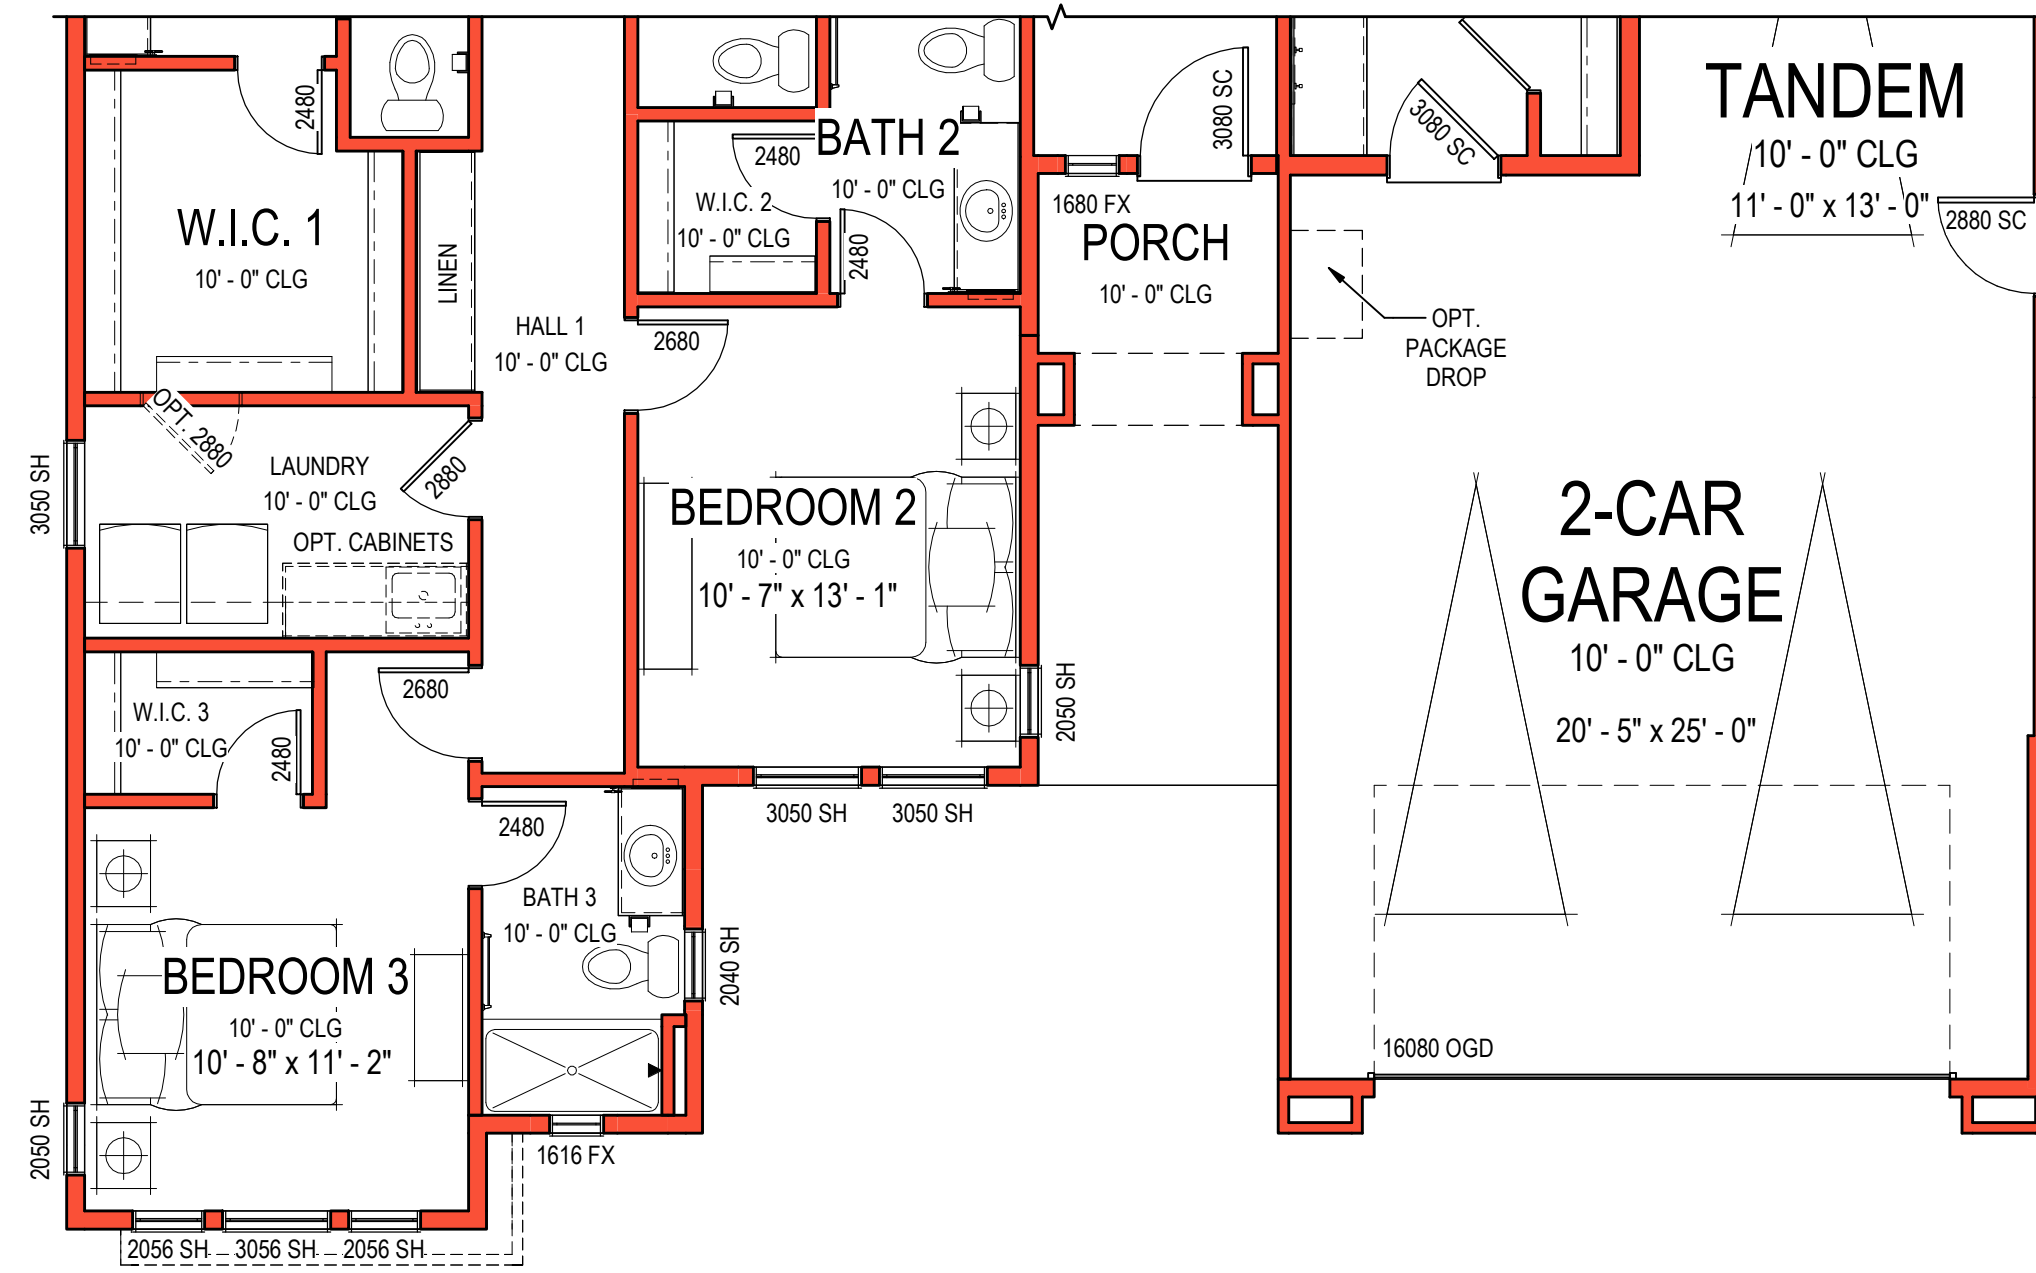 2480
W.I.C. 1
10' - 0" CLG
LINEN
HALL 1
10' - 0" CLG
2480
BATH 2
10' - 0" CLG
W.I.C. 2
10' - 0" CLG
2480
3080 SC
1680 FX
PORCH
10' - 0" CLG
3080 SC
TANDEM
10' - 0" CLG
11' - 0" x 13' - 0"
2880 SC
OPT.
PACKAGE
DROP
2680
OPT. 2880
3050 SH
LAUNDRY
10' - 0" CLG
2880
OPT. CABINETS
BEDROOM 2
10' - 0" CLG
10' - 7" x 13' - 1"
2050 SH
3050 SH
3050 SH
2-CAR
GARAGE
10' - 0" CLG
20' - 5" x 25' - 0"
16080 OGD
2680
W.I.C. 3
10' - 0" CLG
2480
2480
BATH 3
10' - 0" CLG
2040 SH
1616 FX
BEDROOM 3
10' - 0" CLG
10' - 8" x 11' - 2"
2050 SH
2056 SH
3056 SH
2056 SH